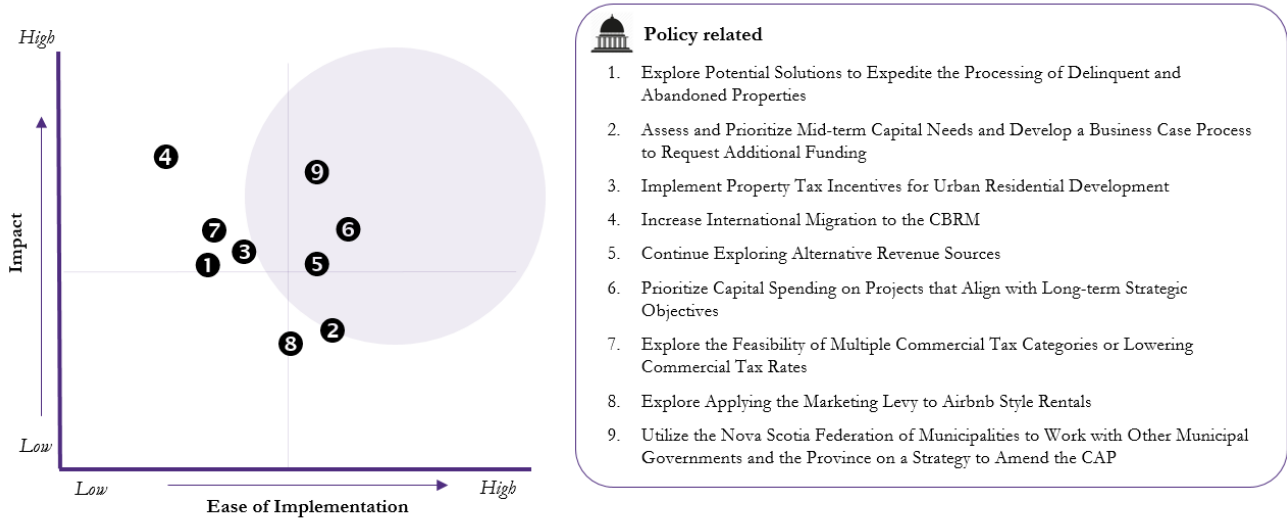 High
4
9
7
6
3
1
5
2
8
Impact
Low
Low
High
Ease of Implementation
Policy related
1. Explore Potential Solutions to Expedite the Processing of Delinquent and
Abandoned Properties
2. Assess and Prioritize Mid-term Capital Needs and Develop a Business Case Process
to Request Additional Funding
3. Implement Property Tax Incentives for Urban Residential Development
4. Increase International Migration to the CBRM
5. Continue Exploring Alternative Revenue Sources
6. Prioritize Capital Spending on Projects that Align with Long-term Strategic
Objectives
7. Explore the Feasibility of Multiple Commercial Tax Categories or Lowering
Commercial Tax Rates
8. Explore Applying the Marketing Levy to Airbnb Style Rentals
9. Utilize the Nova Scotia Federation of Municipalities to Work with Other Municipal
Governments and the Province on a Strategy to Amend the CAP